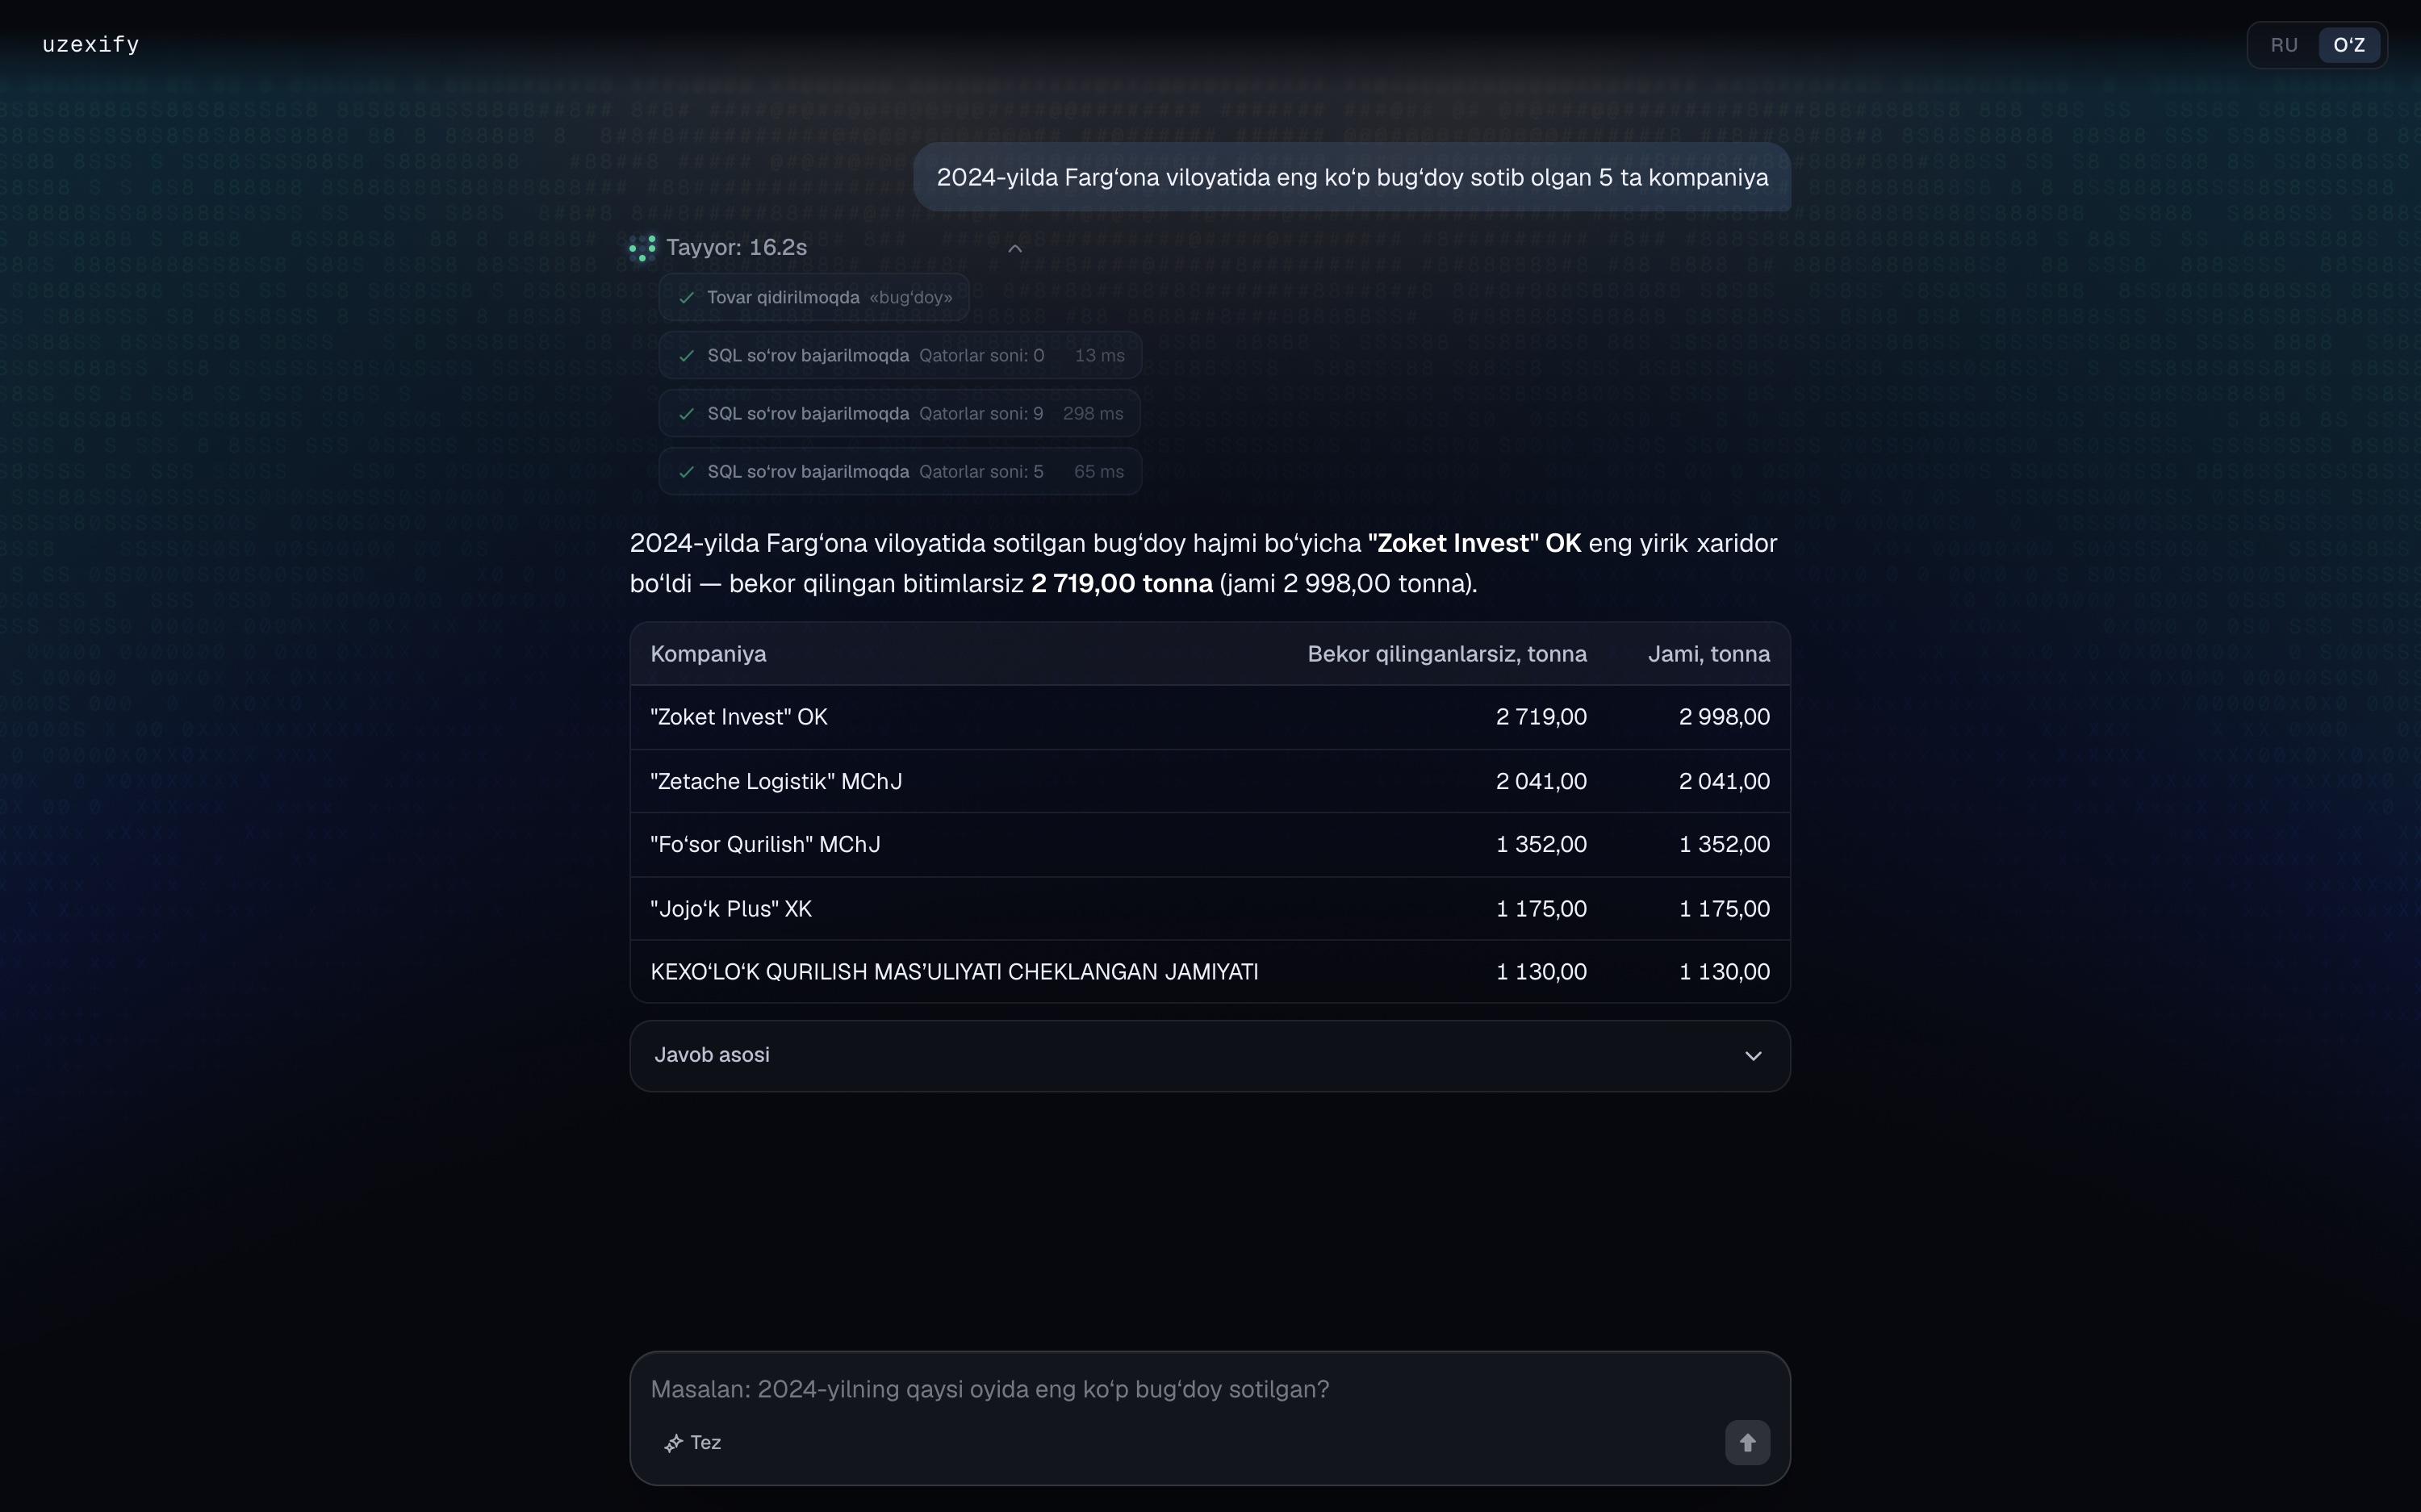 uzexify
RU O‘Z
2024-yilda Farg‘ona viloyatida eng ko‘p bug‘doy sotib olgan 5 ta kompaniya
Tayyor: 16.2s
Tovar qidirilmoqda «bug‘doy»
SQL so‘rov bajarilmoqda Qatorlar soni: 0 13 ms
SQL so‘rov bajarilmoqda Qatorlar soni: 9 298 ms
SQL so‘rov bajarilmoqda Qatorlar soni: 5 65 ms
2024-yilda Farg‘ona viloyatida sotilgan bug‘doy hajmi bo‘yicha "Zoket Invest" OK eng yirik xaridor
bo‘ldi — bekor qilingan bitimlarsiz 2 719,00 tonna (jami 2 998,00 tonna).
Kompaniya Bekor qilinganlarsiz, tonna Jami, tonna
"Zoket Invest" OK 2 719,00 2 998,00
"Zetache Logistik" MChJ 2 041,00 2 041,00
"Fo‘sor Qurilish" MChJ 1 352,00 1 352,00
"Jojo‘k Plus" XK 1 175,00 1 175,00
KEXO‘LO‘K QURILISH MAS’ULIYATI CHEKLANGAN JAMIYATI 1 130,00 1 130,00
Javob asosi
Masalan: 2024-yilning qaysi oyida eng ko‘p bug‘doy sotilgan?
Tez